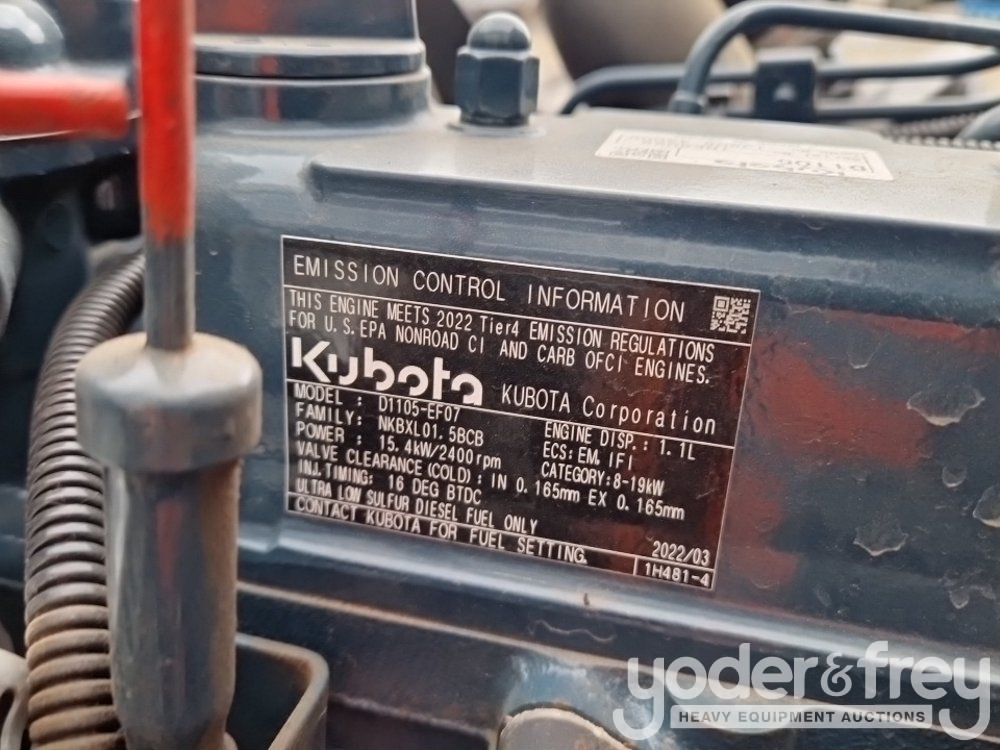 D1105
EMISSION CONTROL INFORMATION
THIS ENGINE MEETS 2022 Tier4 EMISSION REGULATIONS
FOR U.S. EPA NONROAD CI AND CARB OFCI ENGINES.
Kubota KUBOTA Corporation
MODEL : D1105-EF07 ENGINE DISP.: 1.1L
FAMILY: NKBXL01.5BCB ECS: EM, IFI
POWER : 15.4kW/2400rpm CATEGORY:8-19kW
VALVE CLEARANCE(COLD): IN 0.165mm EX 0.165mm
INJ.TIMING: 16 DEG BTDC
ULTRA LOW SULFUR DIESEL FUEL ONLY 2022/03
CONTACT KUBOTA FOR FUEL SETTING. 1H481-4
yoder&frey
HEAVY EQUIPMENT AUCTIONS